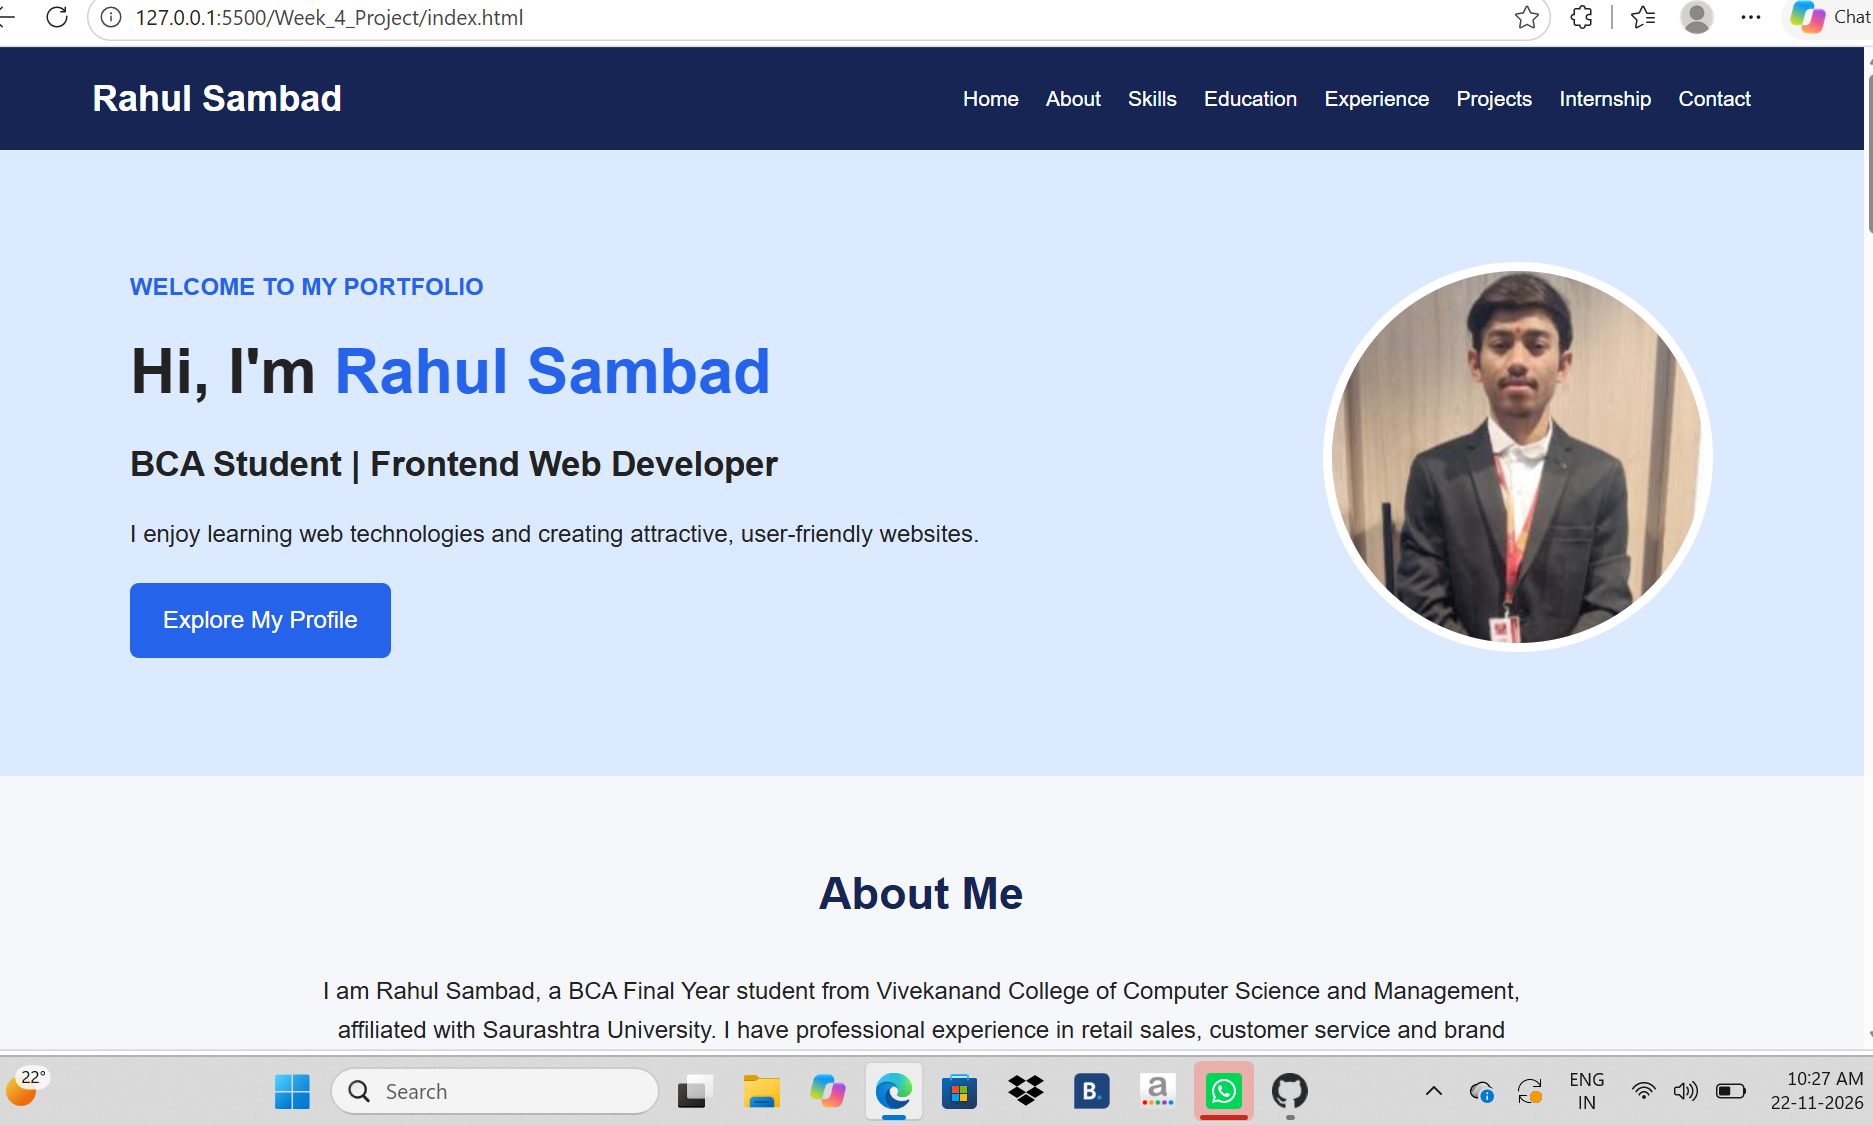 127.0.0.1:5500/Week_4_Project/index.html
Chat
Rahul Sambad
Home About Skills Education Experience Projects Internship Contact
WELCOME TO MY PORTFOLIO
Hi, I'm Rahul Sambad
BCA Student | Frontend Web Developer
I enjoy learning web technologies and creating attractive, user-friendly websites.
Explore My Profile
About Me
I am Rahul Sambad, a BCA Final Year student from Vivekanand College of Computer Science and Management,
affiliated with Saurashtra University. I have professional experience in retail sales, customer service and brand
22°
Search
B.
a
ENG
IN
10:27 AM
22-11-2026